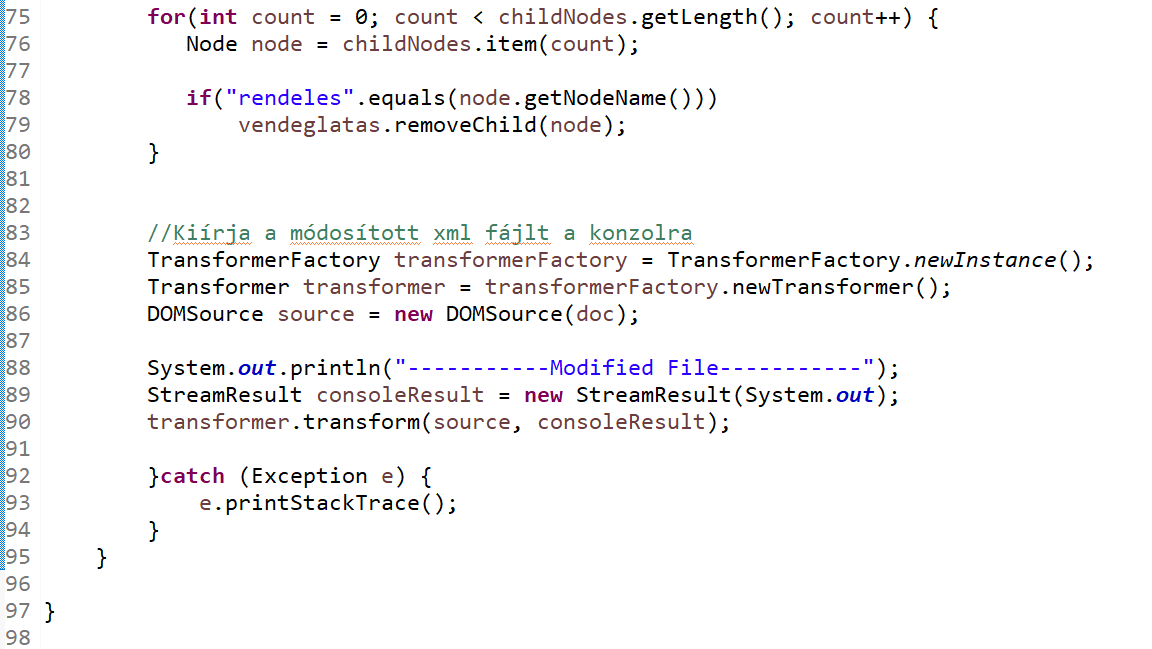 75         for(int count = 0; count < childNodes.getLength(); count++) {
76            Node node = childNodes.item(count);
77
78            if("rendeles".equals(node.getNodeName()))
79                vendeglatas.removeChild(node);
80         }
81
82
83         //Kiírja a módosított xml fájlt a konzolra
84         TransformerFactory transformerFactory = TransformerFactory.newInstance();
85         Transformer transformer = transformerFactory.newTransformer();
86         DOMSource source = new DOMSource(doc);
87
88         System.out.println("-----------Modified File-----------");
89         StreamResult consoleResult = new StreamResult(System.out);
90         transformer.transform(source, consoleResult);
91
92         }catch (Exception e) {
93             e.printStackTrace();
94         }
95     }
96
97 }
98